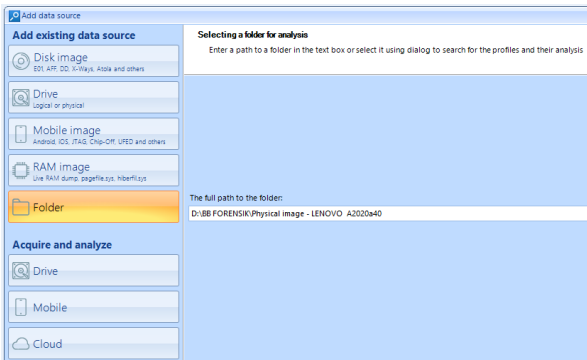 Add data source
Add existing data source
Disk image
E01, AFF, DD, X-Ways, Atola and others
Drive
Logical or physical
Mobile image
Android, iOS, JTAG, Chip-Off, UFED and others
RAM image
Live RAM dump, pagefile.sys, hiberfil.sys
Folder
Acquire and analyze
Drive
Mobile
Cloud
Selecting a folder for analysis
Enter a path to a folder in the text box or select it using dialog to search for the profiles and their analysis
The full path to the folder:
D:\BB FORENSIK\Physical image - LENOVO A2020a40